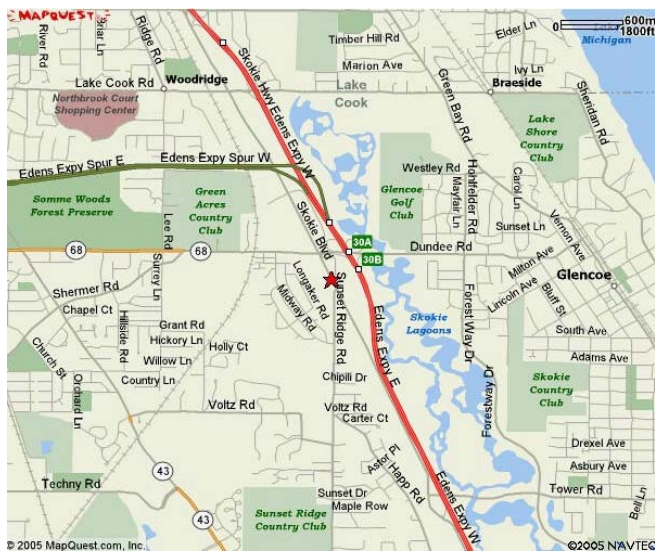 MAPQUEST
River Rd
Briar Ln
Ridge Rd
Skokie Hwy
Edens Expy W
Timber Hill Rd
Marion Ave
Elder Ln
0 600m
1800ft
Lake
Michigan
Lake Cook Rd
Woodridge
Lake
Cook
Ivy Ln
Braeside
Green Bay Rd
Sheridan Rd
Northbrook Court
Shopping Center
Lake
Shore
Country
Club
Edens Expy Spur E
Edens Expy Spur W
Westley Rd
Hohlfelder Rd
Mayfair Ln
Carol Ln
Somme Woods
Forest Preserve
Green
Acres
Country
Club
Lee Rd
Skokie Blvd
Glencoe
Golf
Club
Sunset Ln
Vernon Ave
68
68
30A
Dundee Rd
30B
Surrey Ln
Milton Ave
Glencoe
Shermer Rd
Longaker Rd
Midway Rd
Sunset Ridge Rd
Lincoln Ave
Bluff St
Chapel Ct
Hillside Rd
Grant Rd
Hickory Ln
Willow Ln
Holly Ct
Country Ln
Edens Expy E
Skokie
Lagoons
Forest Way Dr
South Ave
Adams Ave
Church St
Orchard Ln
Chipili Dr
Skokie
Country
Club
Voltz Rd
Voltz Rd
Carter Ct
Forestway Dr
Drexel Ave
Astor Pl
Asbury Ave
43
Techny Rd
Happ Rd
Sunset Dr
Maple Row
Edens Expy W
Tower Rd
Bell Ln
43
Sunset Ridge
Country Club
© 2005 MapQuest.com, Inc.
©2005 NAVTEQ